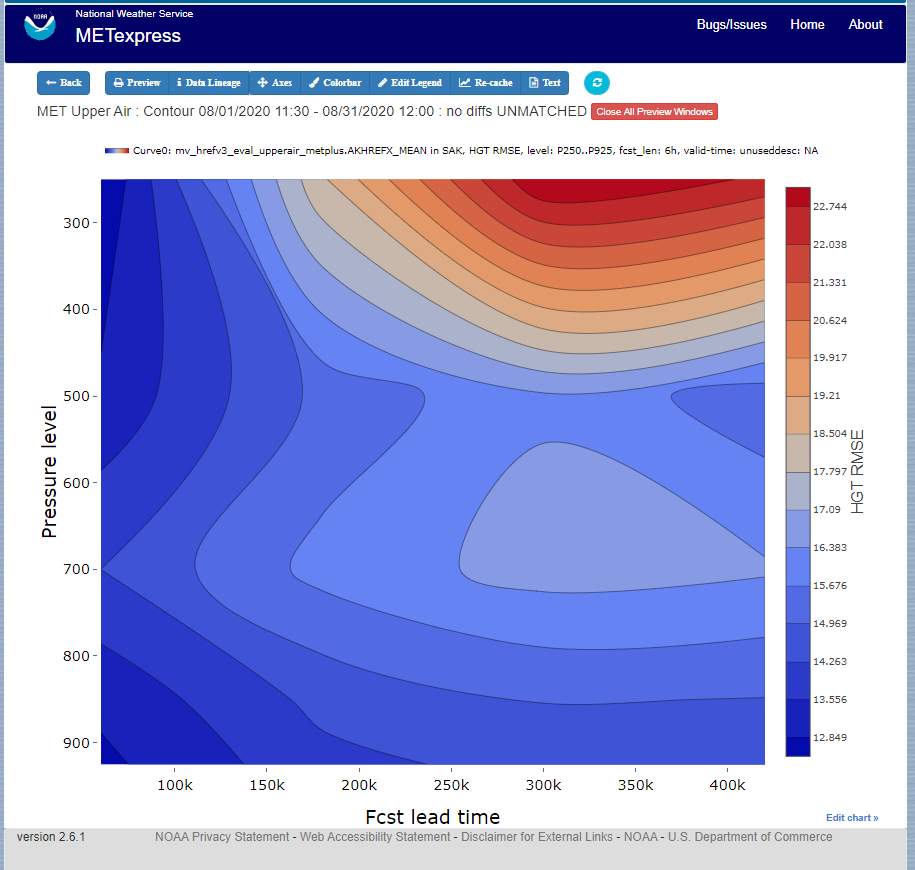 NOAA
National Weather Service
METexpress
Bugs/Issues Home About
Back Preview Data Lineage Axes Colorbar Edit Legend Re-cache Text
MET Upper Air : Contour 08/01/2020 11:30 - 08/31/2020 12:00 : no diffs UNMATCHED Close All Preview Windows
Curve0: mv_hrefv3_eval_upperair_metplus.AKHREFX_MEAN in SAK, HGT RMSE, level: P250..P925, fcst_len: 6h, valid-time: unuseddesc: NA
Pressure level
300
400
500
600
700
800
900
100k 150k 200k 250k 300k 350k 400k
Fcst lead time
22.744
22.038
21.331
20.624
19.917
19.21
18.504
17.797
17.09
16.383
15.676
14.969
14.263
13.556
12.849
HGT RMSE
Edit chart »
version 2.6.1 NOAA Privacy Statement - Web Accessibility Statement - Disclaimer for External Links - NOAA - U.S. Department of Commerce